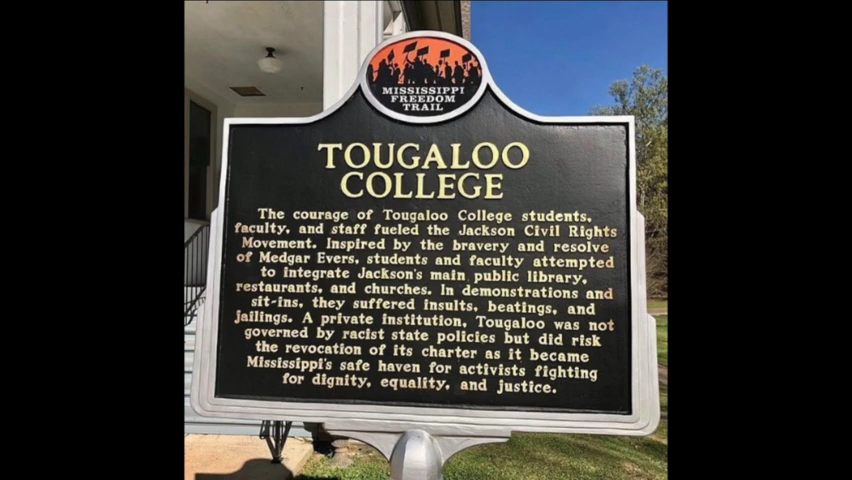 MISSISSIPPI
FREEDOM
TRAIL
TOUGALOO
COLLEGE
The courage of Tougaloo College students,
faculty, and staff fueled the Jackson Civil Rights
Movement. Inspired by the bravery and resolve
of Medgar Evers, students and faculty attempted
to integrate Jackson's main public library,
restaurants, and churches. In demonstrations and
sit-ins, they suffered insults, beatings, and
jailings. A private institution, Tougaloo was not
governed by racist state policies but did risk
the revocation of its charter as it became
Mississippi's safe haven for activists fighting
for dignity, equality, and justice.